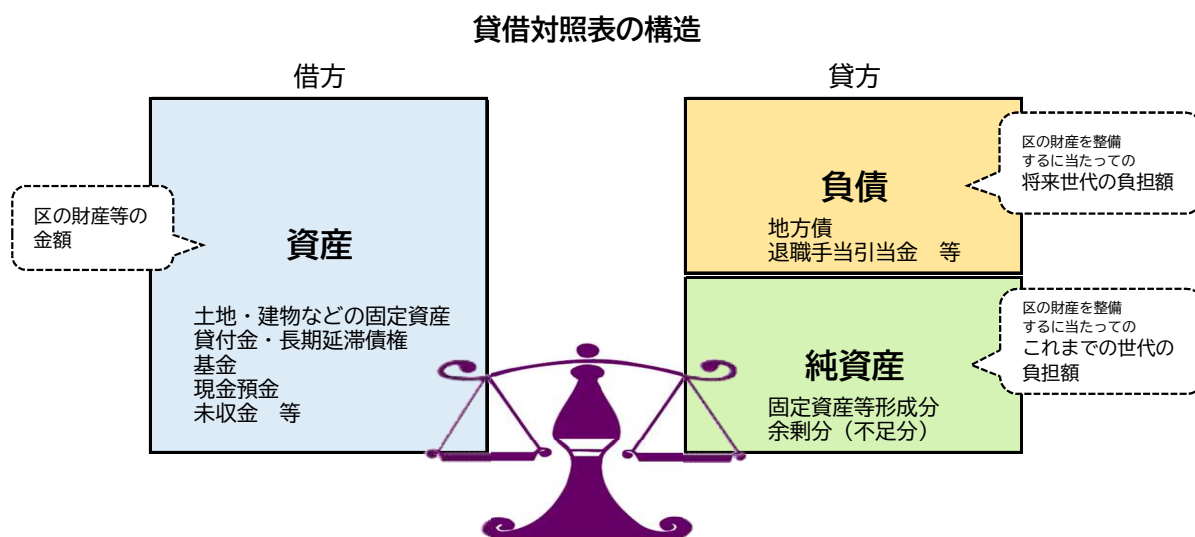 貸借対照表の構造
借方
貸方
区の財産等の
金額
資産
土地・建物などの固定資産
貸付金・長期延滞債権
基金
現金預金
未収金　等
負債
地方債
退職手当引当金　等
区の財産を整備
するに当たっての
将来世代の負担額
純資産
固定資産等形成分
余剰分（不足分）
区の財産を整備
するに当たっての
これまでの世代の
負担額